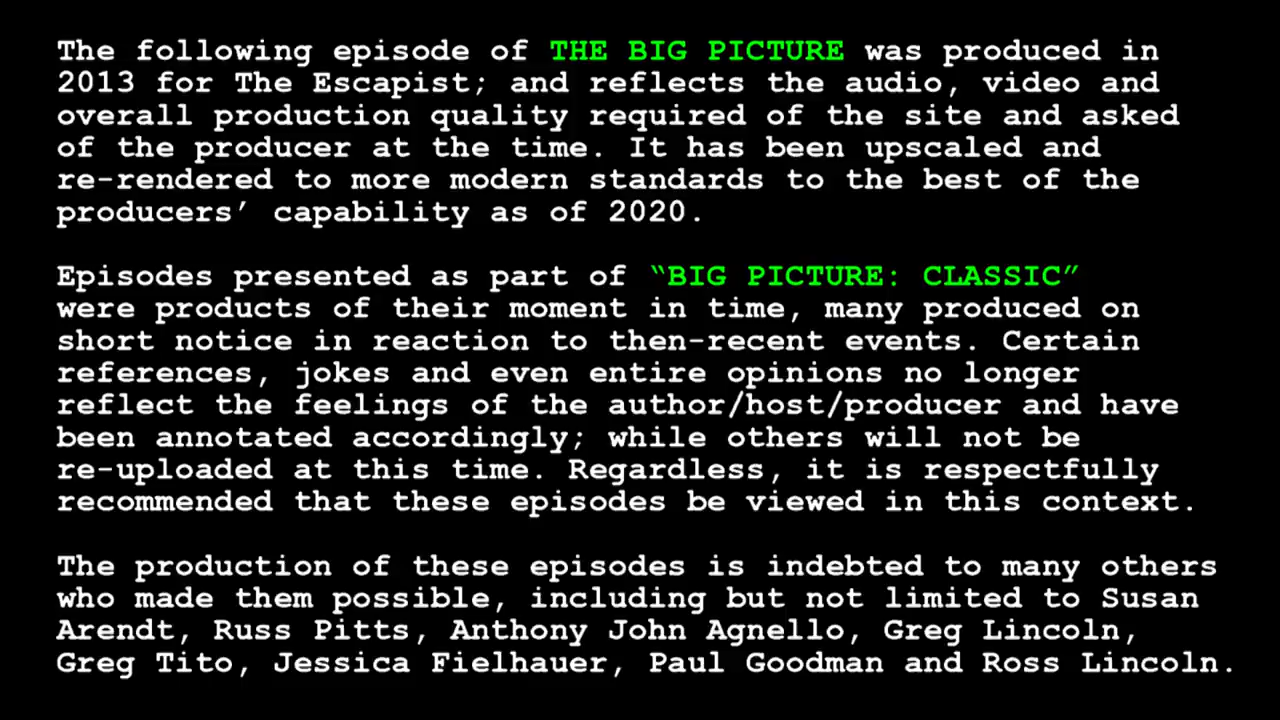 The following episode of THE BIG PICTURE was produced in
2013 for The Escapist; and reflects the audio, video and
overall production quality required of the site and asked
of the producer at the time. It has been upscaled and
re-rendered to more modern standards to the best of the
producers’ capability as of 2020.
Episodes presented as part of “BIG PICTURE: CLASSIC”
were products of their moment in time, many produced on
short notice in reaction to then-recent events. Certain
references, jokes and even entire opinions no longer
reflect the feelings of the author/host/producer and have
been annotated accordingly; while others will not be
re-uploaded at this time. Regardless, it is respectfully
recommended that these episodes be viewed in this context.
The production of these episodes is indebted to many others
who made them possible, including but not limited to Susan
Arendt, Russ Pitts, Anthony John Agnello, Greg Lincoln,
Greg Tito, Jessica Fielhauer, Paul Goodman and Ross Lincoln.